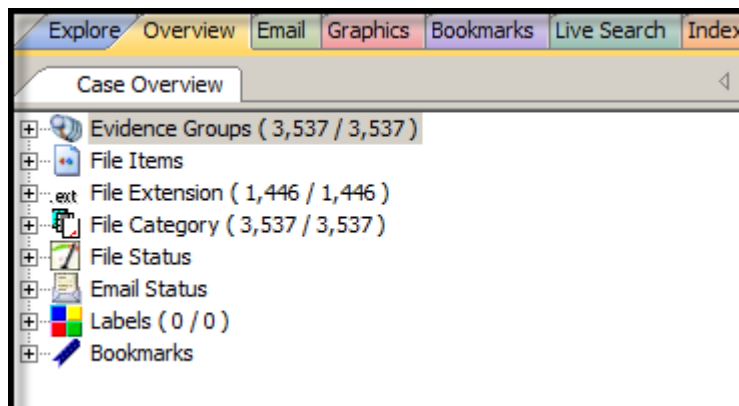 Explore Overview Email Graphics Bookmarks Live Search Index
Case Overview
Evidence Groups ( 3,537 / 3,537 )
File Items
.ext File Extension ( 1,446 / 1,446 )
File Category ( 3,537 / 3,537 )
File Status
Email Status
Labels ( 0 / 0 )
Bookmarks